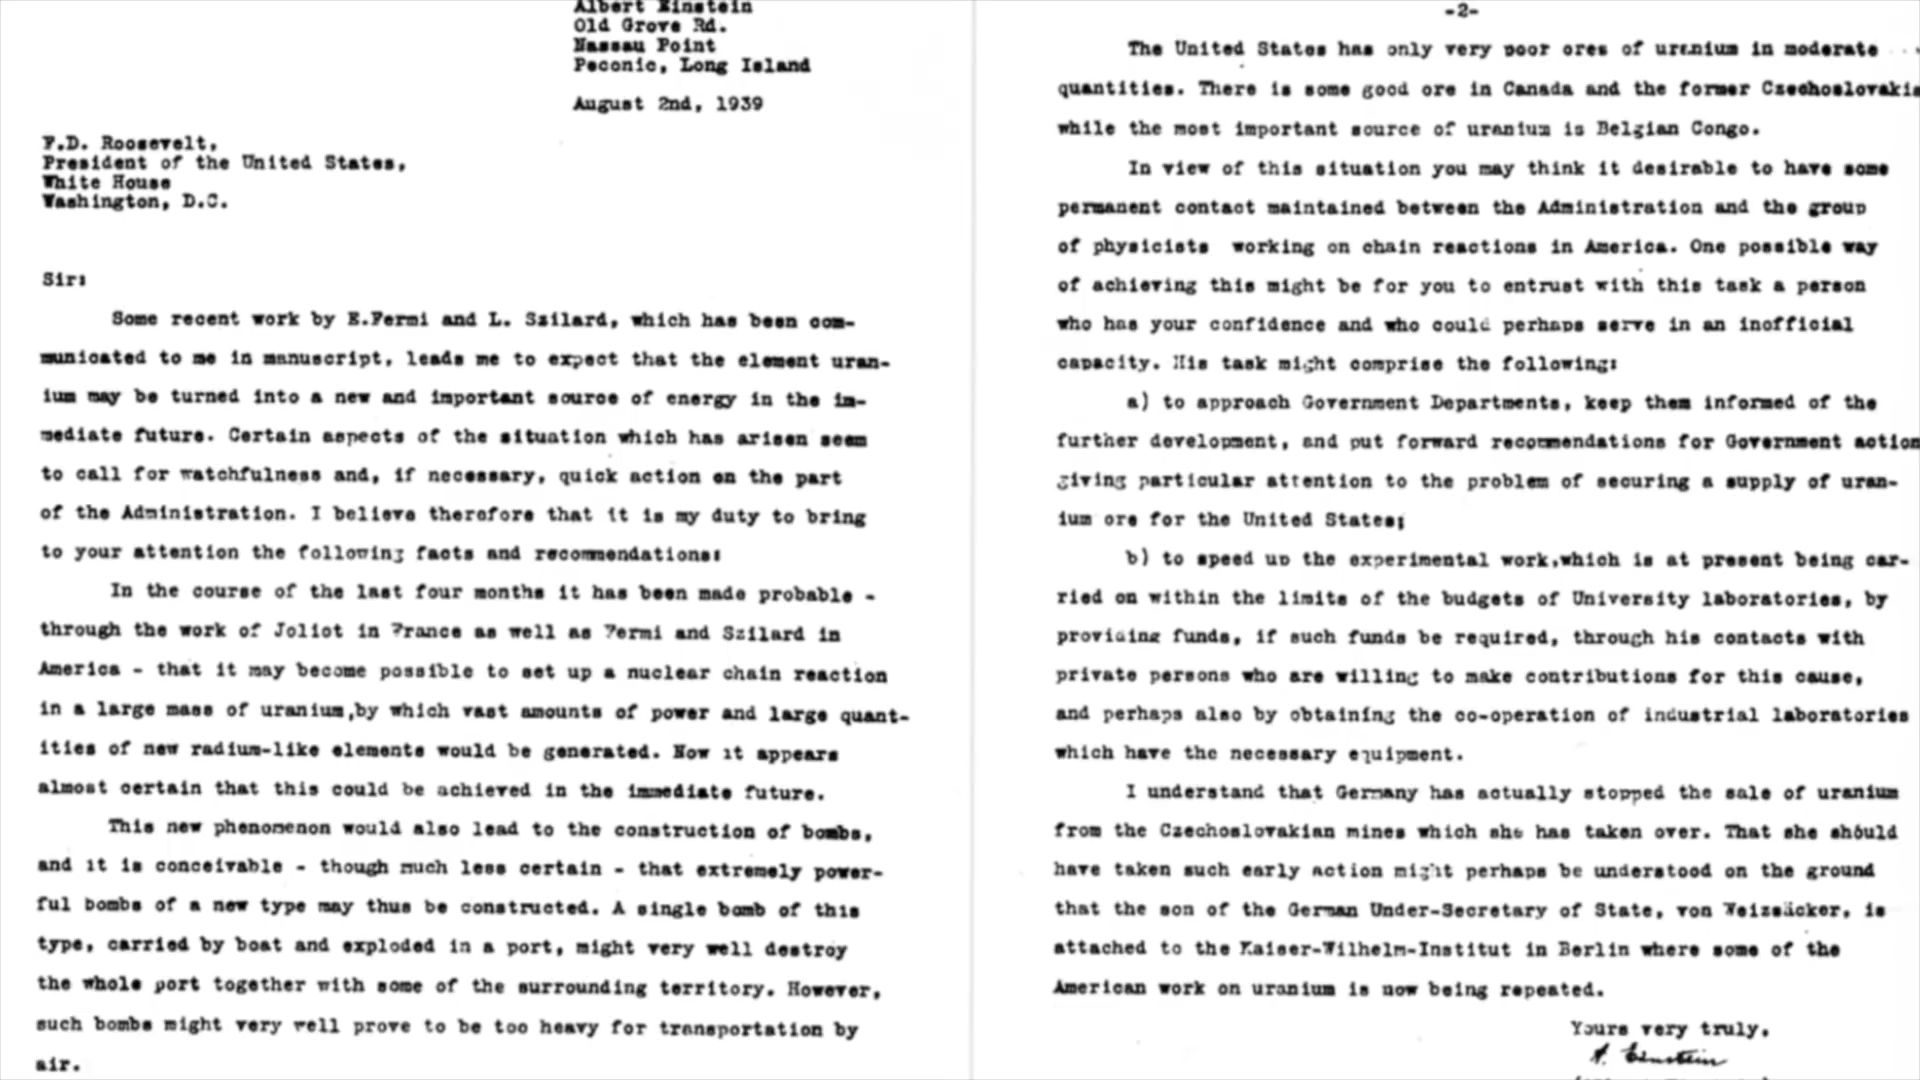 Albert Einstein
Old Grove Rd.
Nassau Point
Peconic, Long Island
August 2nd, 1939
F.D. Roosevelt,
President of the United States,
White House
Washington, D.C.
Sir:
Some recent work by E.Fermi and L. Szilard, which has been com-
municated to me in manuscript, leads me to expect that the element uran-
ium may be turned into a new and important source of energy in the im-
mediate future. Certain aspects of the situation which has arisen seem
to call for watchfulness and, if necessary, quick action on the part
of the Administration. I believe therefore that it is my duty to bring
to your attention the following facts and recommendations:
In the course of the last four months it has been made probable -
through the work of Joliot in France as well as Fermi and Szilard in
America - that it may become possible to set up a nuclear chain reaction
in a large mass of uranium,by which vast amounts of power and large quant-
ities of new radium-like elements would be generated. Now it appears
almost certain that this could be achieved in the immediate future.
This new phenomenon would also lead to the construction of bombs,
and it is conceivable - though much less certain - that extremely power-
ful bombs of a new type may thus be constructed. A single bomb of this
type, carried by boat and exploded in a port, might very well destroy
the whole port together with some of the surrounding territory. However,
such bombs might very well prove to be too heavy for transportation by
air.
-2-
The United States has only very poor ores of uranium in moderate
quantities. There is some good ore in Canada and the former Czechoslovakia
while the most important source of uranium is Belgian Congo.
In view of this situation you may think it desirable to have some
permanent contact maintained between the Administration and the group
of physicists working on chain reactions in America. One possible way
of achieving this might be for you to entrust with this task a person
who has your confidence and who could perhaps serve in an inofficial
capacity. His task might comprise the following:
a) to approach Government Departments, keep them informed of the
further development, and put forward recommendations for Government action
giving particular attention to the problem of securing a supply of uran-
ium ore for the United States;
b) to speed up the experimental work,which is at present being car-
ried on within the limits of the budgets of University laboratories, by
providing funds, if such funds be required, through his contacts with
private persons who are willing to make contributions for this cause,
and perhaps also by obtaining the co-operation of industrial laboratories
which have the necessary equipment.
I understand that Germany has actually stopped the sale of uranium
from the Czechoslovakian mines which she has taken over. That she should
have taken such early action might perhaps be understood on the ground
that the son of the German Under-Secretary of State, von Weizsäcker, is
attached to the Kaiser-Wilhelm-Institut in Berlin where some of the
American work on uranium is now being repeated.
Yours very truly,
A. Einstein